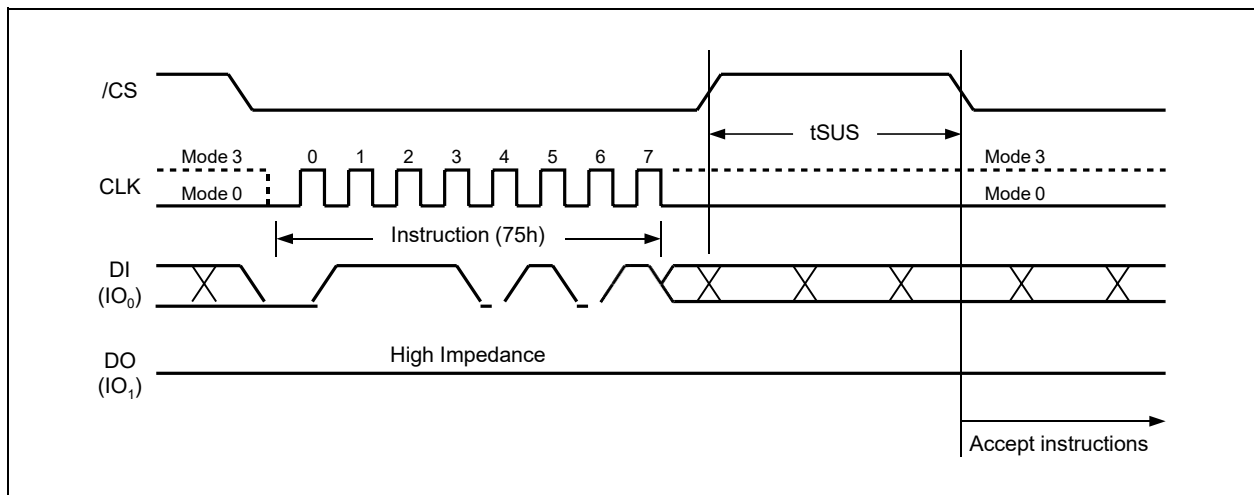 /CS
tSUS
Mode 3
0 1 2 3 4 5 6 7
Mode 3
CLK
Mode 0
Mode 0
Instruction (75h)
DI
(IO₀)
High Impedance
DO
(IO₁)
Accept instructions